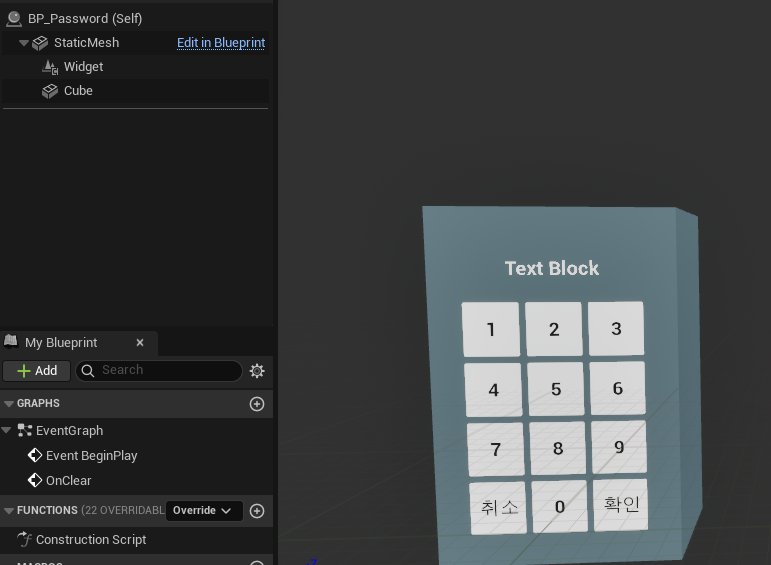 BP_Password (Self)
StaticMesh Edit in Blueprint
Widget
Cube
My Blueprint
Add Search
GRAPHS
EventGraph
Event BeginPlay
OnClear
FUNCTIONS (22 OVERRIDABL Override
Construction Script
Text Block
1 2 3
4 5 6
7 8 9
취소 0 확인